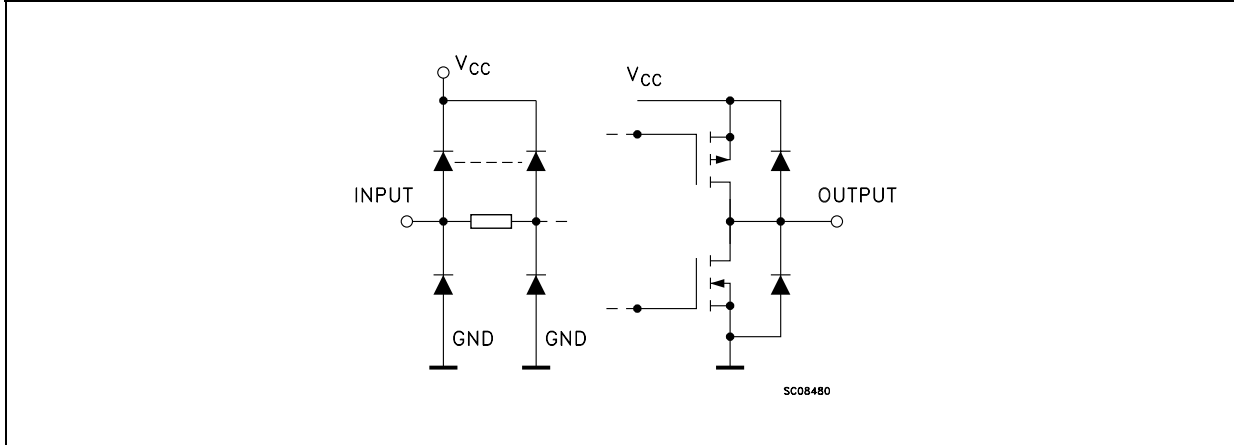 VCC
VCC
INPUT
OUTPUT
GND
GND
SC08480